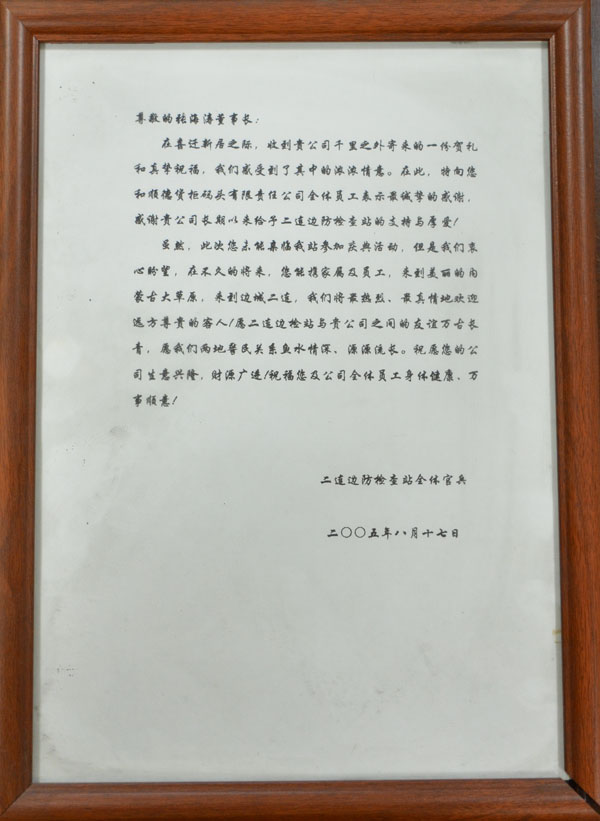 尊敬的张海涛董事长：
在喜迁新居之际，收到贵公司千里之外寄来的一份贺礼
和真挚祝福，我们感受到了其中的浓浓情意。在此，特向您
和顺德货柜码头有限责任公司全体员工表示最诚挚的感谢，
感谢贵公司长期以来给予二连边防检查站的支持与厚爱！
虽然，此次您未能亲临我站参加庆典活动，但是我们衷
心盼望，在不久的将来，您能携家属及员工，来到美丽的内
蒙古大草原，来到边城二连，我们将最热烈、最真情地欢迎
远方尊贵的客人！愿二连边检站与贵公司之间的友谊万古长
青，愿我们两地警民关系鱼水情深、源源流长。祝愿您的公
司生意兴隆，财源广进！祝福您及公司全体员工身体健康、万
事顺意！
二连边防检查站全体官兵
二〇〇五年八月十七日